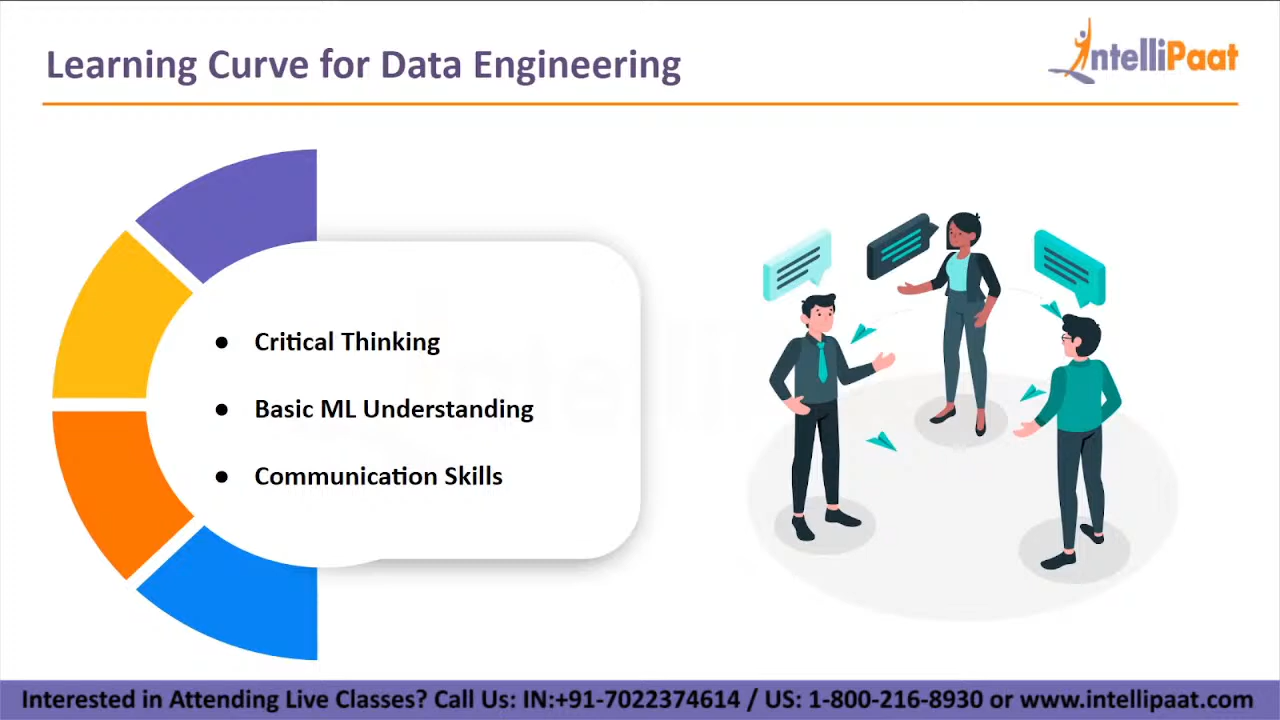 Learning Curve for Data Engineering
IntelliPaat
● Critical Thinking
● Basic ML Understanding
● Communication Skills
Interested in Attending Live Classes? Call Us: IN:+91-7022374614 / US: 1-800-216-8930 or www.intellipaat.com